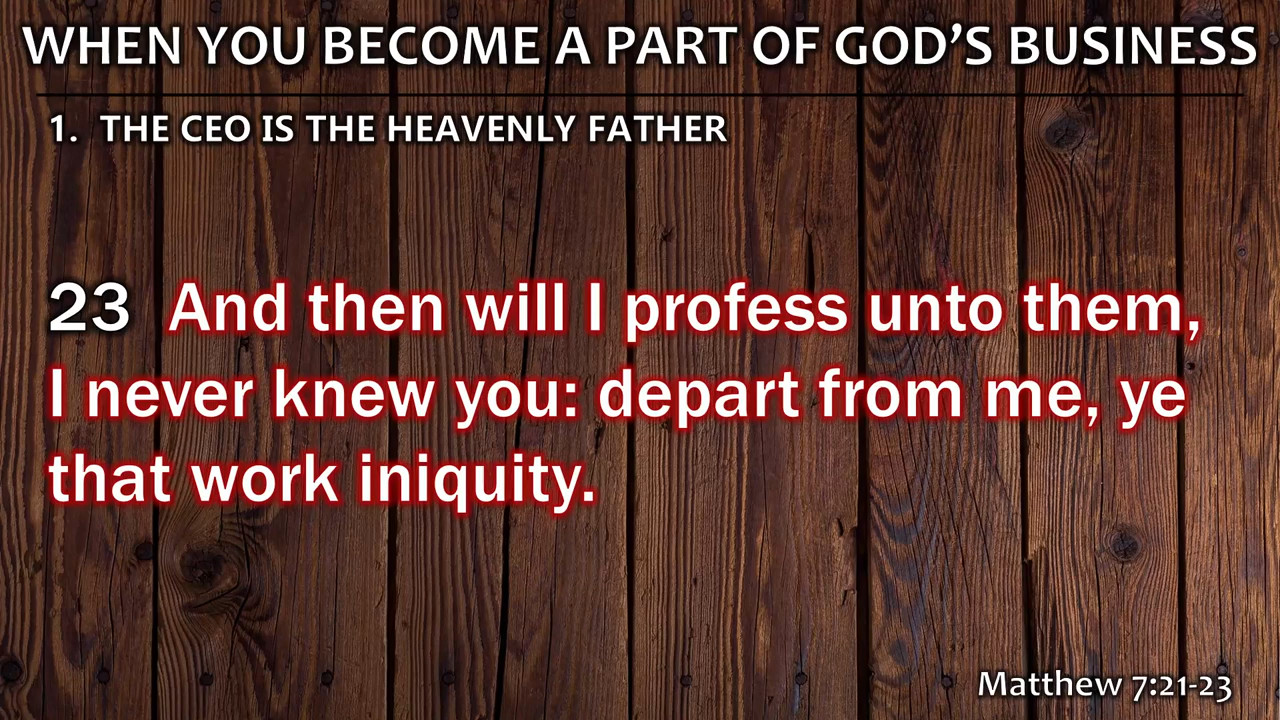 WHEN YOU BECOME A PART OF GOD’S BUSINESS
1. THE CEO IS THE HEAVENLY FATHER
23 And then will I profess unto them,
I never knew you: depart from me, ye
that work iniquity.
Matthew 7:21-23